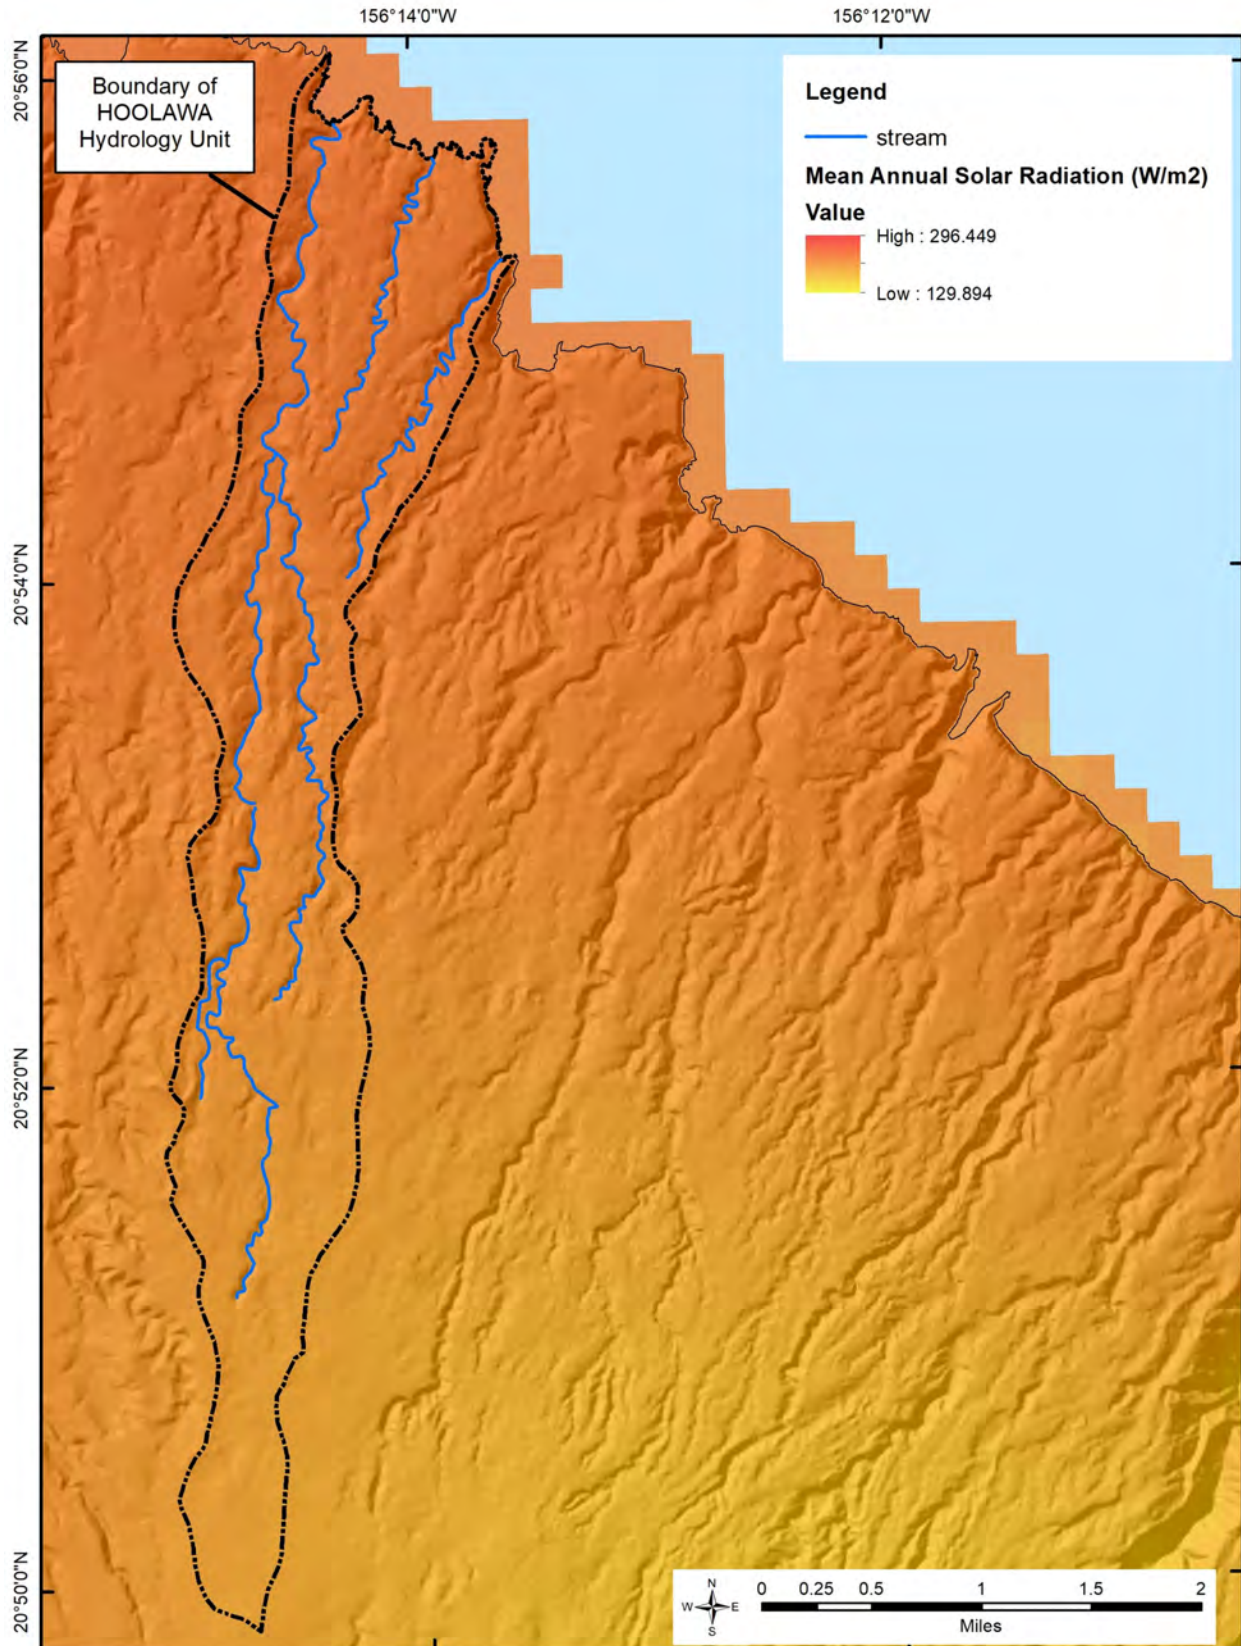 156°14'0"W
156°12'0"W
20°56'0"N
Boundary of
HOOLAWA
Hydrology Unit
Legend
stream
Mean Annual Solar Radiation (W/m2)
Value
High : 296.449
Low : 129.894
20°54'0"N
20°52'0"N
20°50'0"N
N
W E
S
0 0.25 0.5 1 1.5 2
Miles